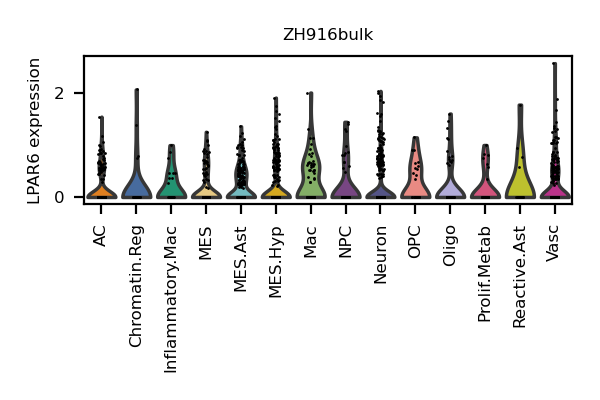 ZH916bulk
LPAR6 expression
2
0
AC
Chromatin.Reg
Inflammatory.Mac
MES
MES.Ast
MES.Hyp
Mac
NPC
Neuron
OPC
Oligo
Prolif.Metab
Reactive.Ast
Vasc